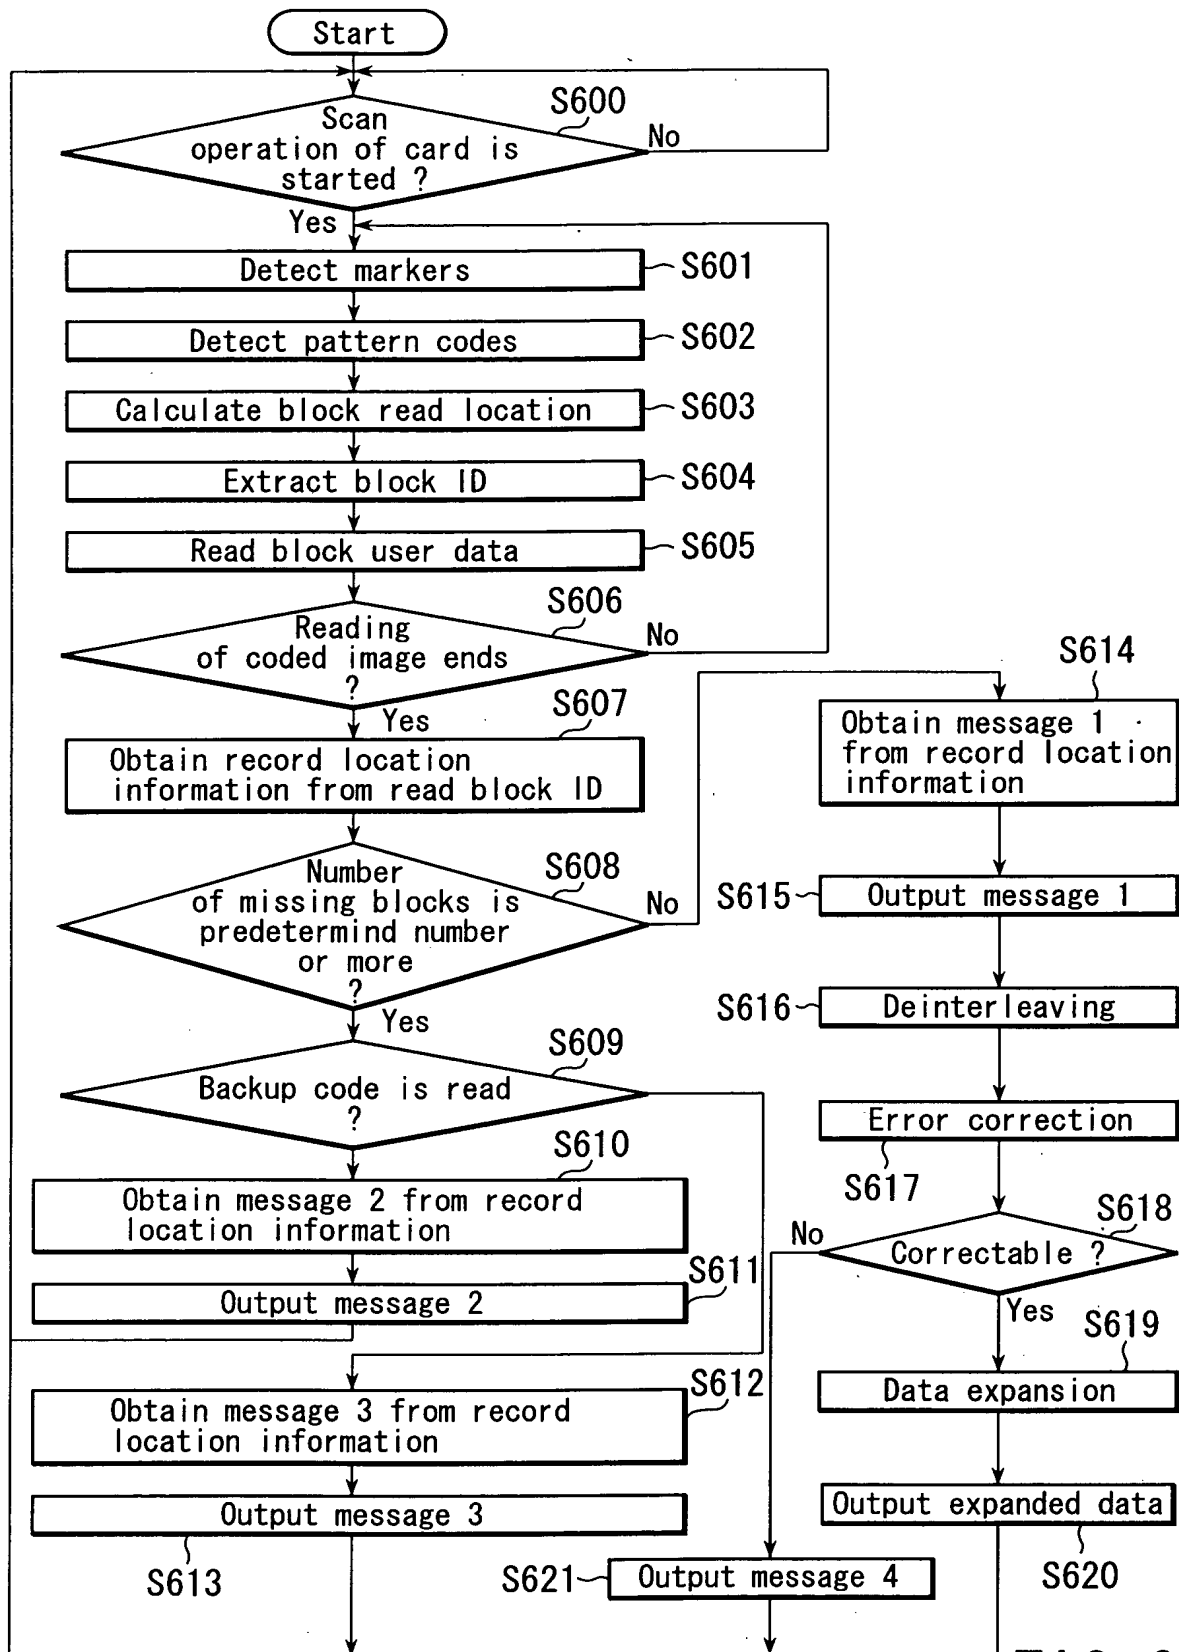 Start
S600
Scan
operation of card is
started ?
No
Yes
Detect markers
S601
Detect pattern codes
S602
Calculate block read location
S603
Extract block ID
S604
Read block user data
S605
S606
Reading
of coded image ends
?
No
Yes
S607
Obtain record location
information from read block ID
S608
Number
of missing blocks is
predetermind number
or more
?
No
Yes
S609
Backup code is read
?
S610
Obtain message 2 from record
location information
S611
Output message 2
S612
Obtain message 3 from record
location information
Output message 3
S613
S614
Obtain message 1
from record location
information
S615
Output message 1
S616
Deinterleaving
Error correction
S617
S618
Correctable ?
No
Yes
S619
Data expansion
Output expanded data
S620
S621
Output message 4